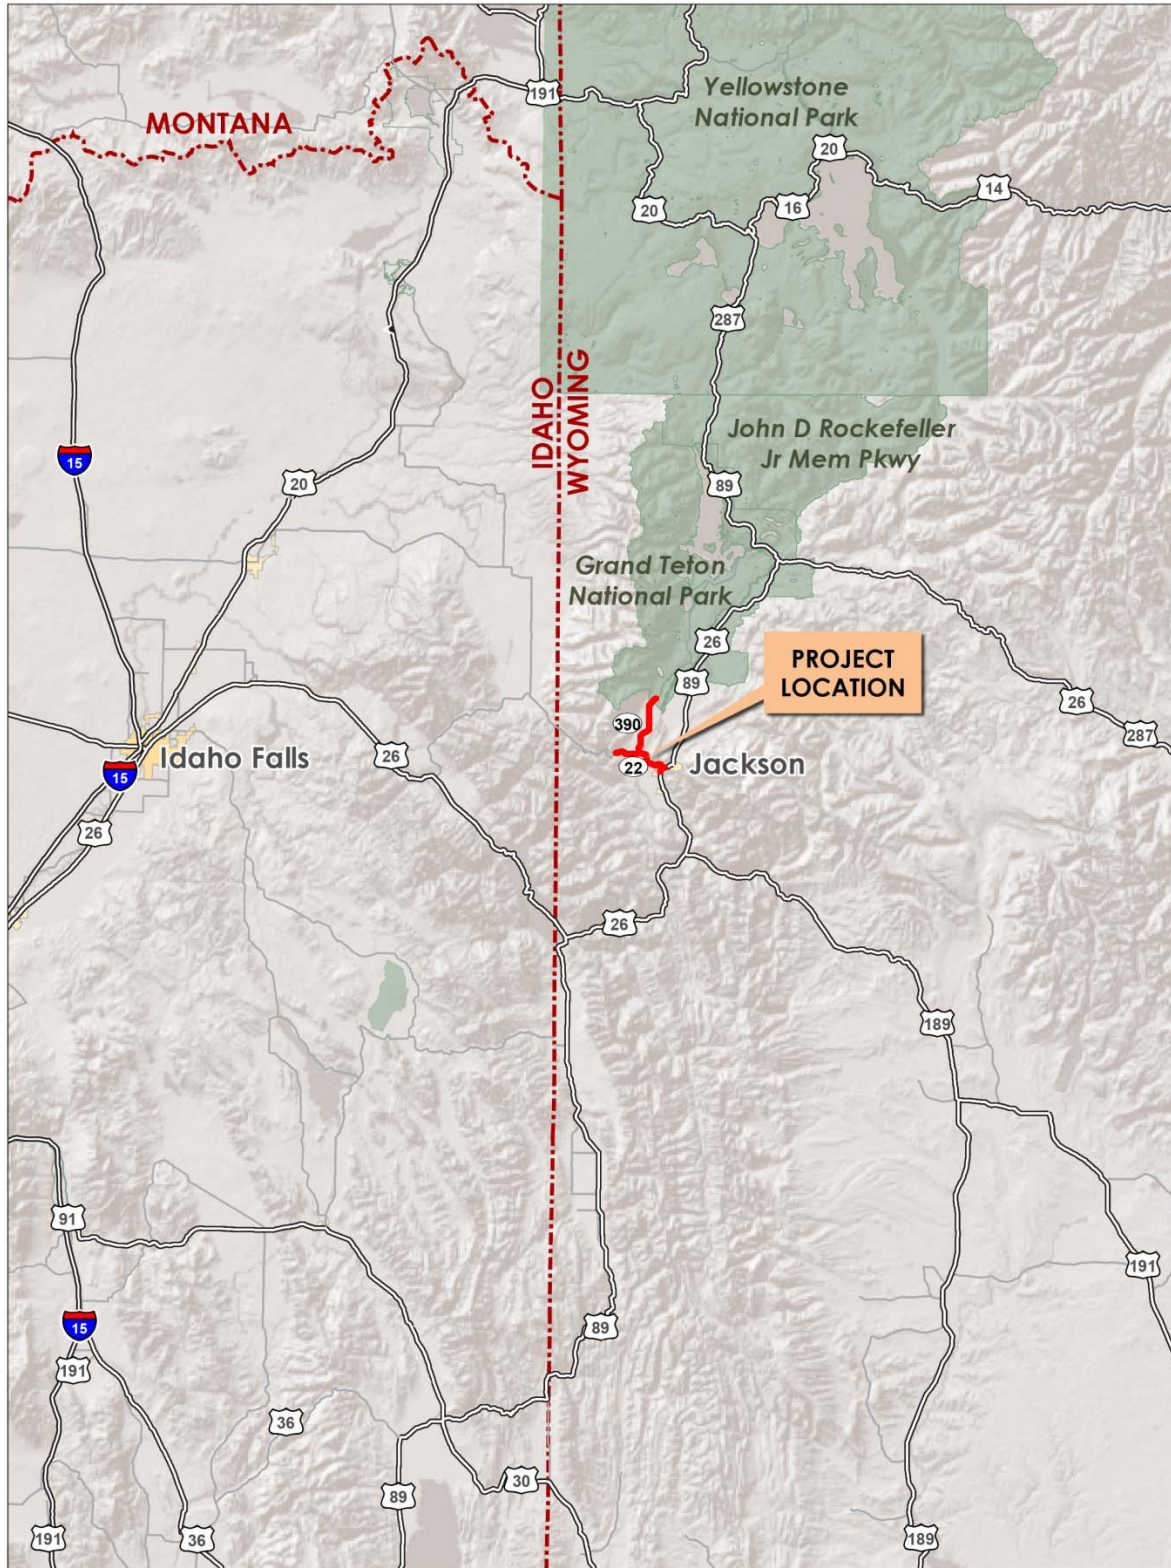 191
Yellowstone
National Park
MONTANA
20
14
20
16
287
IDAHO
WYOMING
John D Rockefeller
Jr Mem Pkwy
15
20
89
Grand Teton
National Park
26
PROJECT
LOCATION
89
26
390
287
Idaho Falls
26
22
Jackson
15
26
26
189
91
191
15
89
191
36
30
89
191
36
189